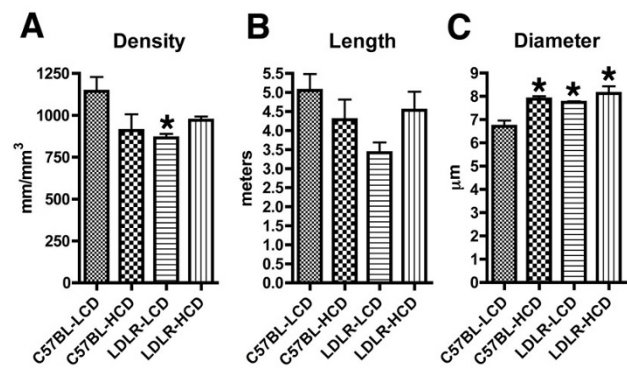 A
Density
mm/mm³
1250
1000
750
500
250
0
*
C57BL-LCD
C57BL-HCD
LDLR-LCD
LDLR-HCD
B
Length
meters
5.5
5.0
4.5
4.0
3.5
3.0
2.5
2.0
1.5
1.0
0.5
0.0
C57BL-LCD
C57BL-HCD
LDLR-LCD
LDLR-HCD
C
Diameter
µm
9
8
7
6
5
4
3
2
1
0
* * *
C57BL-LCD
C57BL-HCD
LDLR-LCD
LDLR-HCD